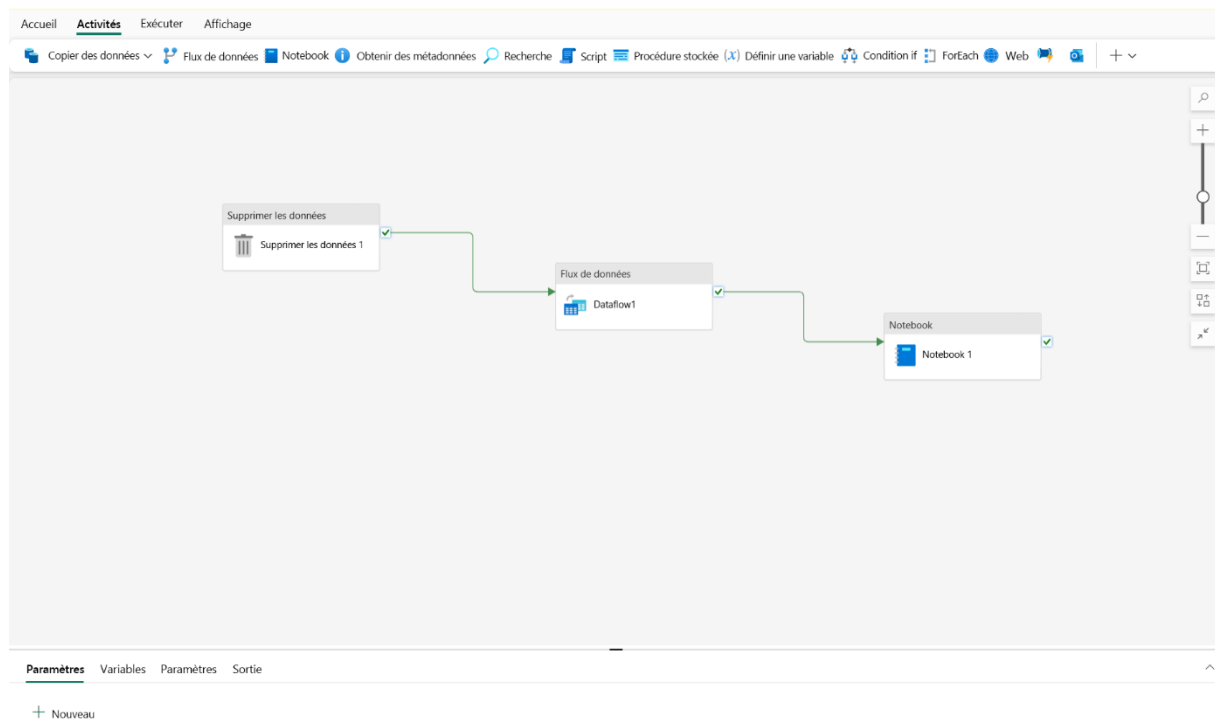 Accueil Activités Exécuter Affichage
Copier des données Flux de données Notebook Obtenir des métadonnées Recherche Script Procédure stockée (x) Définir une variable Condition if ForEach Web
Supprimer les données
Supprimer les données 1
Flux de données
Dataflow1
Notebook
Notebook 1
Paramètres Variables Paramètres Sortie
Nouveau